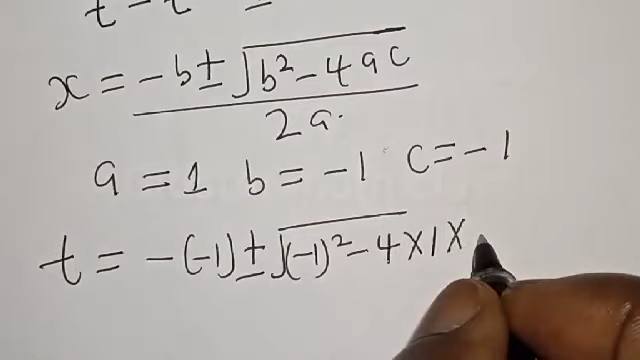 x = -b ± √b² - 4ac / 2a.
a = 1 b = -1 c = -1
t = -(-1) ± √(-1)² - 4 × 1 ×